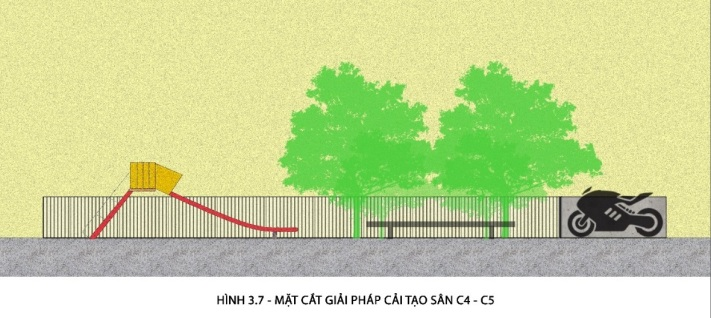 HÌNH 3.7 - MẶT CẮT GIẢI PHÁP CẢI TẠO SÂN C4 - C5